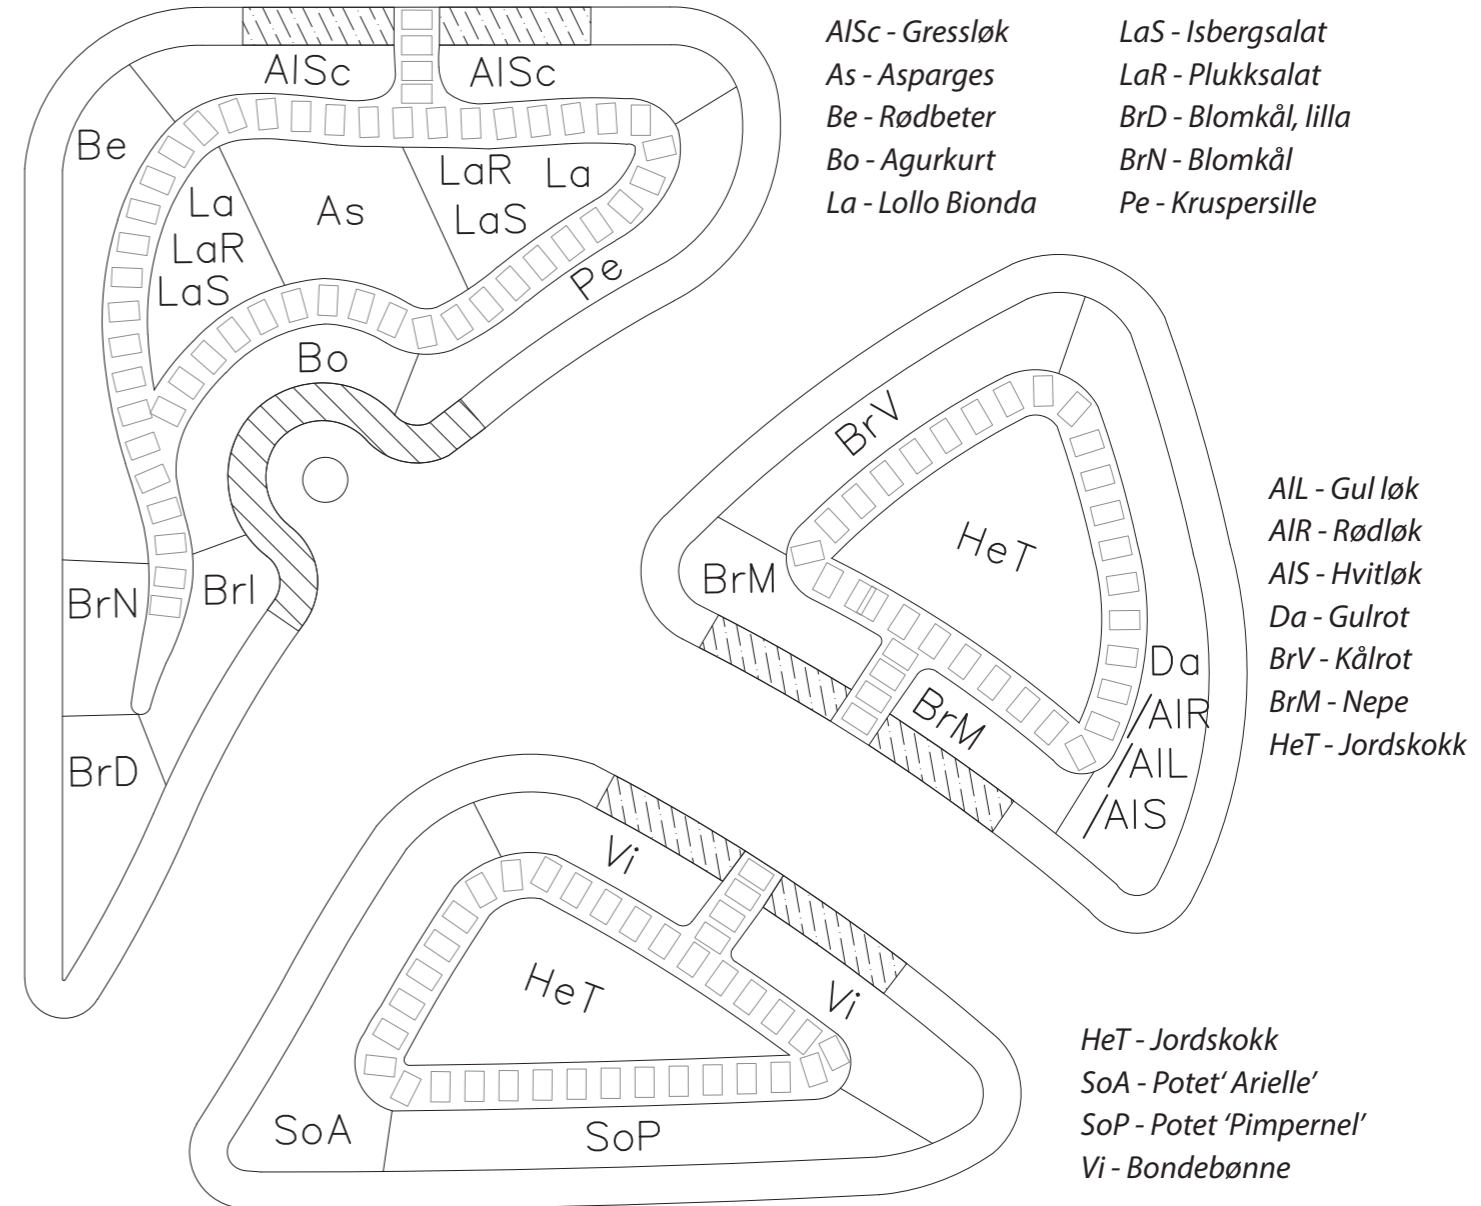 AlSc - Gressløk
As - Asparges
Be - Rødbeter
Bo - Agurkurt
La - Lollo Bionda
LaS - Isbergsalat
LaR - Plukksalat
BrD - Blomkål, lilla
BrN - Blomkål
Pe - Kruspersille
AlSc
AlSc
Be
La
LaR
LaS
As
LaR La
LaS
Pe
Bo
BrN
BrI
BrD
BrV
HeT
BrM
BrM
Da
/AlR
/AlL
/AlS
AlL - Gul løk
AlR - Rødløk
AlS - Hvitløk
Da - Gulrot
BrV - Kålrot
BrM - Nepe
HeT - Jordskokk
Vi
HeT
Vi
SoA
SoP
HeT - Jordskokk
SoA - Potet‘ Arielle’
SoP - Potet ‘Pimpernel’
Vi - Bondebønne